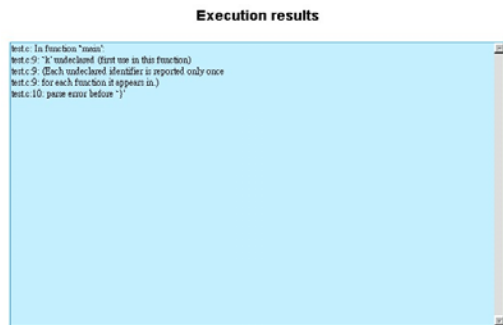 Execution results
test.c: In function "main":
test.c:9: "k" undeclared (first use in this function)
test.c:9: (Each undeclared identifier is reported only once
test.c:9: for each function it appears in.)
test.c:10: parse error before "}"